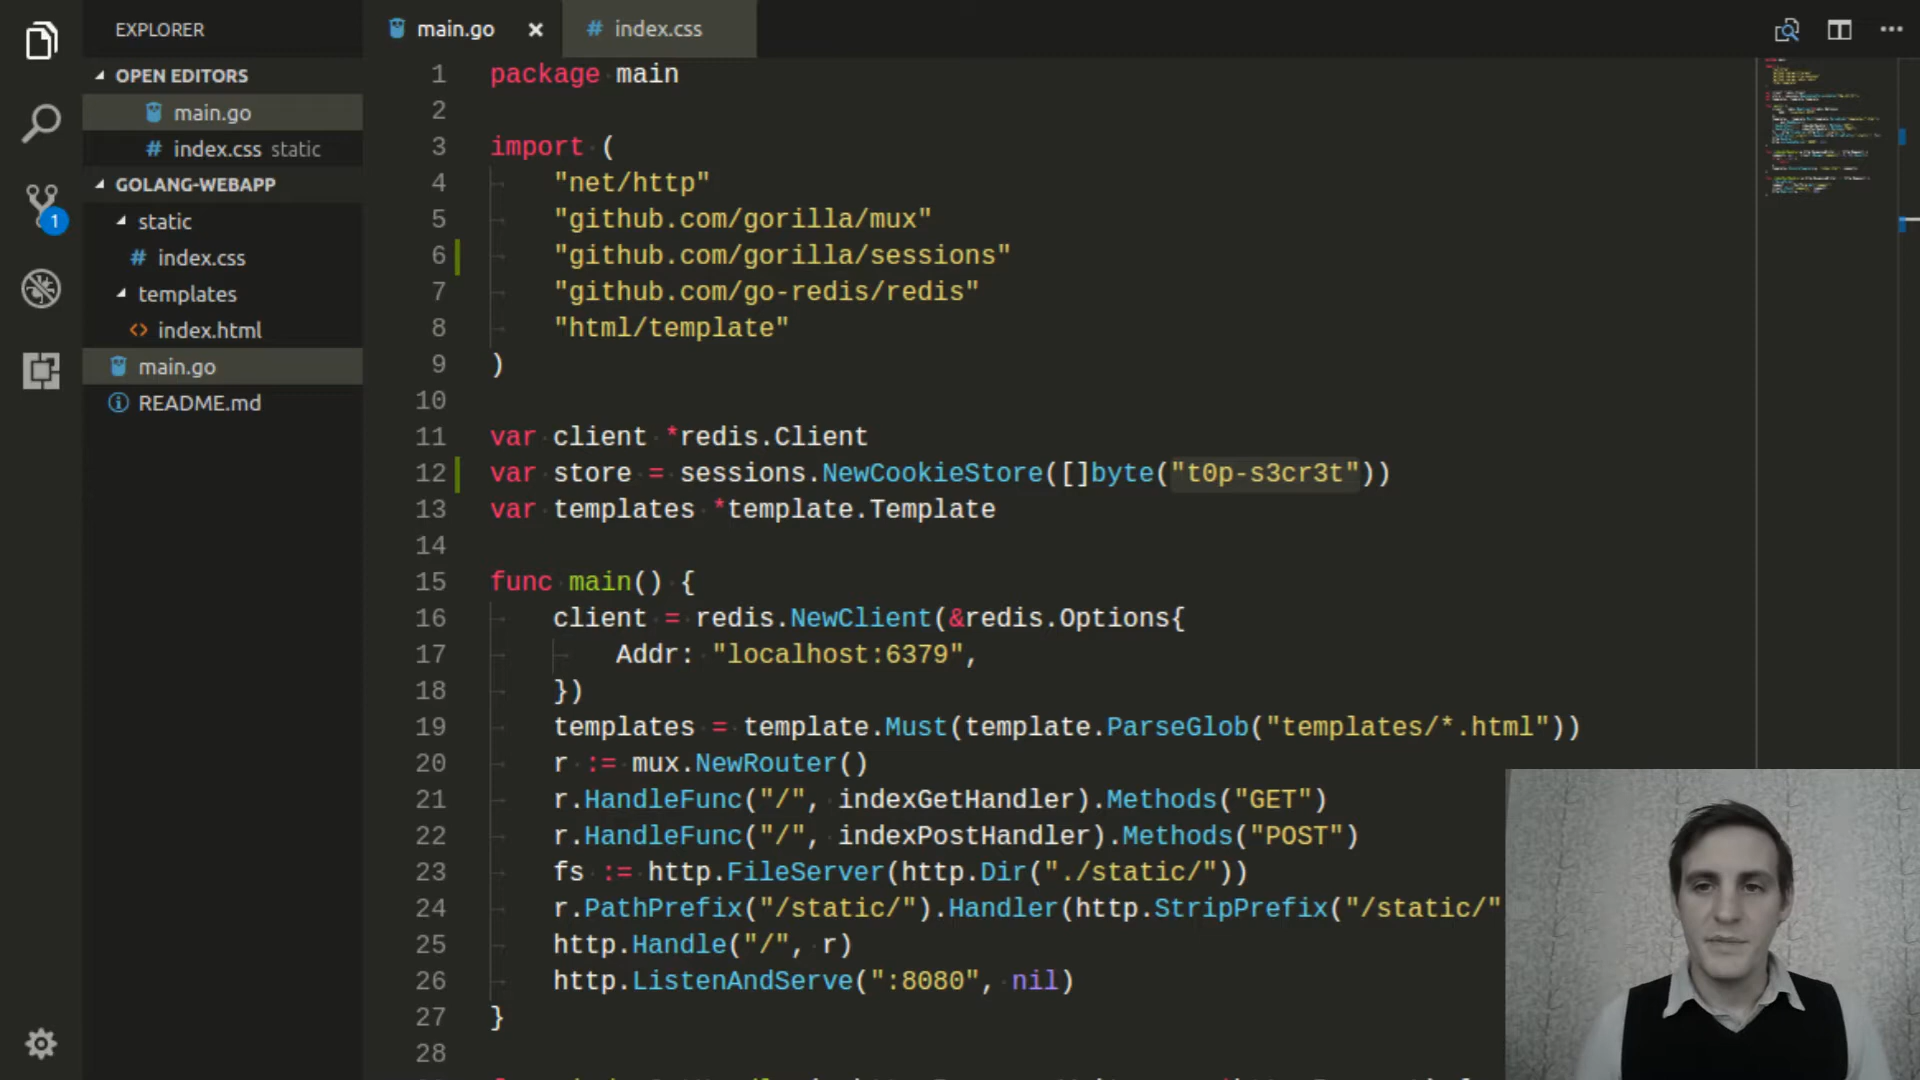 EXPLORER
OPEN EDITORS
main.go
index.css static
GOLANG-WEBAPP
static
index.css
templates
index.html
main.go
README.md
1
main.go ×
index.css
1 package main
2
3 import (
4 "net/http"
5 "github.com/gorilla/mux"
6 "github.com/gorilla/sessions"
7 "github.com/go-redis/redis"
8 "html/template"
9 )
10
11 var client *redis.Client
12 var store = sessions.NewCookieStore([]byte("t0p-s3cr3t"))
13 var templates *template.Template
14
15 func main() {
16 client = redis.NewClient(&redis.Options{
17 Addr: "localhost:6379",
18 })
19 templates = template.Must(template.ParseGlob("templates/*.html"))
20 r := mux.NewRouter()
21 r.HandleFunc("/", indexGetHandler).Methods("GET")
22 r.HandleFunc("/", indexPostHandler).Methods("POST")
23 fs := http.FileServer(http.Dir("./static/"))
24 r.PathPrefix("/static/").Handler(http.StripPrefix("/static/"
25 http.Handle("/", r)
26 http.ListenAndServe(":8080", nil)
27 }
28